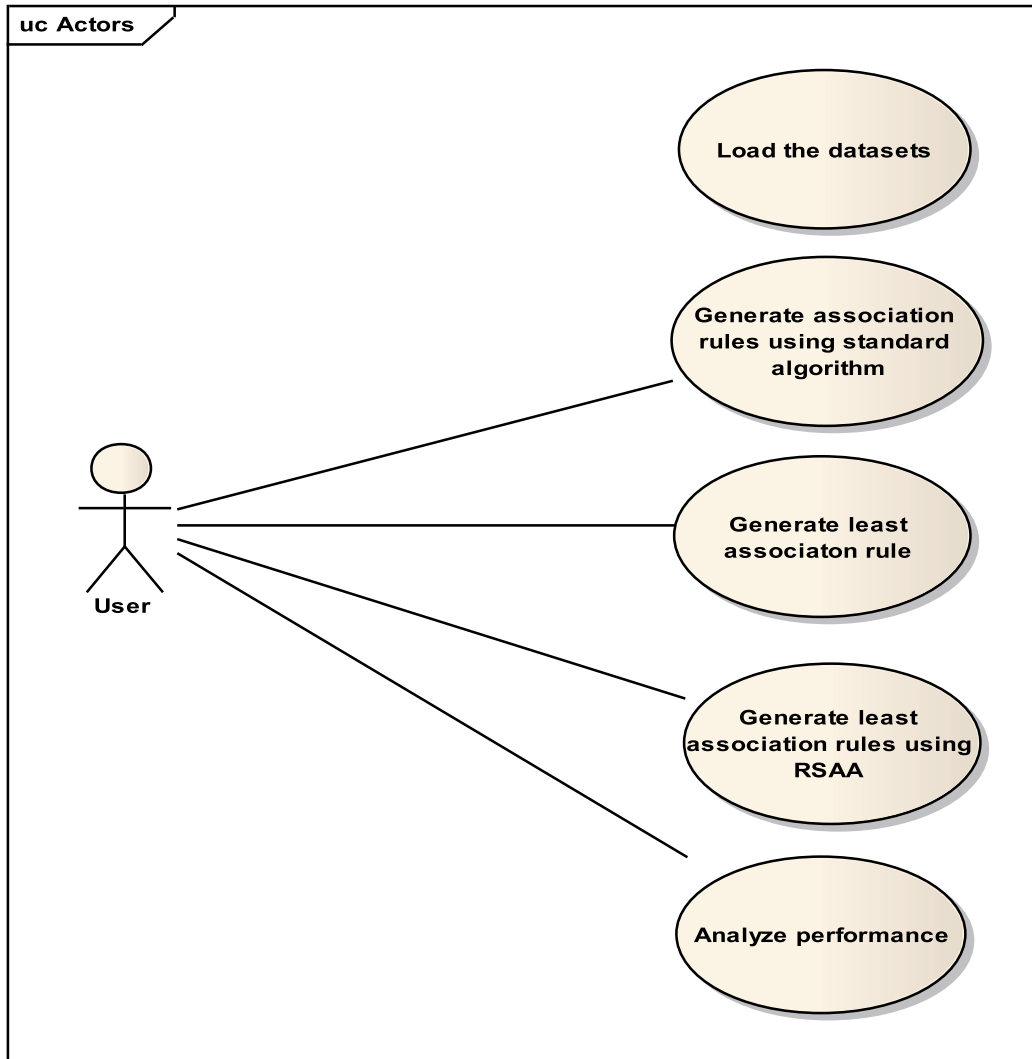 uc Actors
Load the datasets
Generate association
rules using standard
algorithm
Generate least
associaton rule
User
Generate least
association rules using
RSAA
Analyze performance